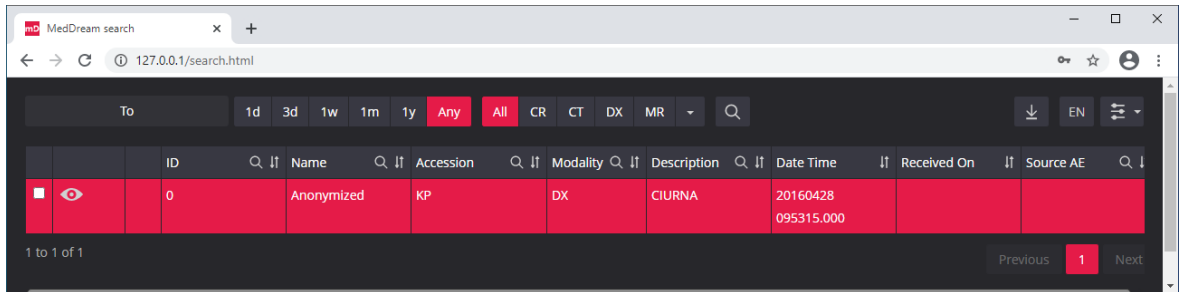 mD MedDream search
127.0.0.1/search.html
To 1d 3d 1w 1m 1y Any All CR CT DX MR EN
ID Name Accession Modality Description Date Time Received On Source AE
0 Anonymized KP DX CIURNA 20160428
095315.000
1 to 1 of 1
Previous 1 Next